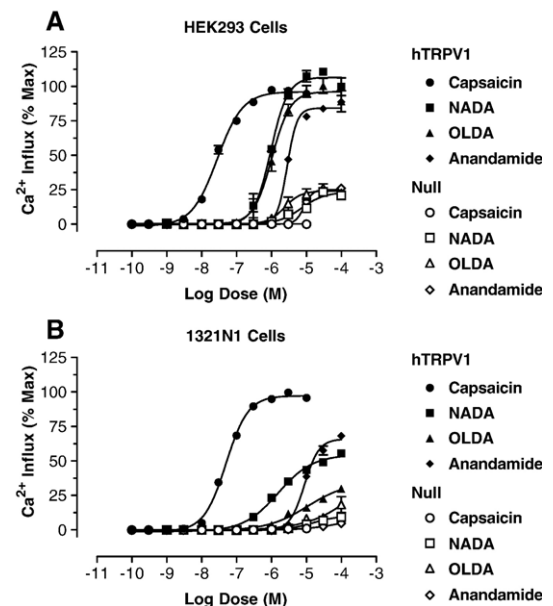 A
HEK293 Cells
Ca2+ Influx (% Max)
125
100
75
50
25
0
-11 -10 -9 -8 -7 -6 -5 -4 -3
Log Dose (M)
hTRPV1
Capsaicin
NADA
OLDA
Anandamide
Null
Capsaicin
NADA
OLDA
Anandamide
B
1321N1 Cells
Ca2+ Influx (% Max)
125
100
75
50
25
0
-11 -10 -9 -8 -7 -6 -5 -4 -3
Log Dose (M)
hTRPV1
Capsaicin
NADA
OLDA
Anandamide
Null
Capsaicin
NADA
OLDA
Anandamide